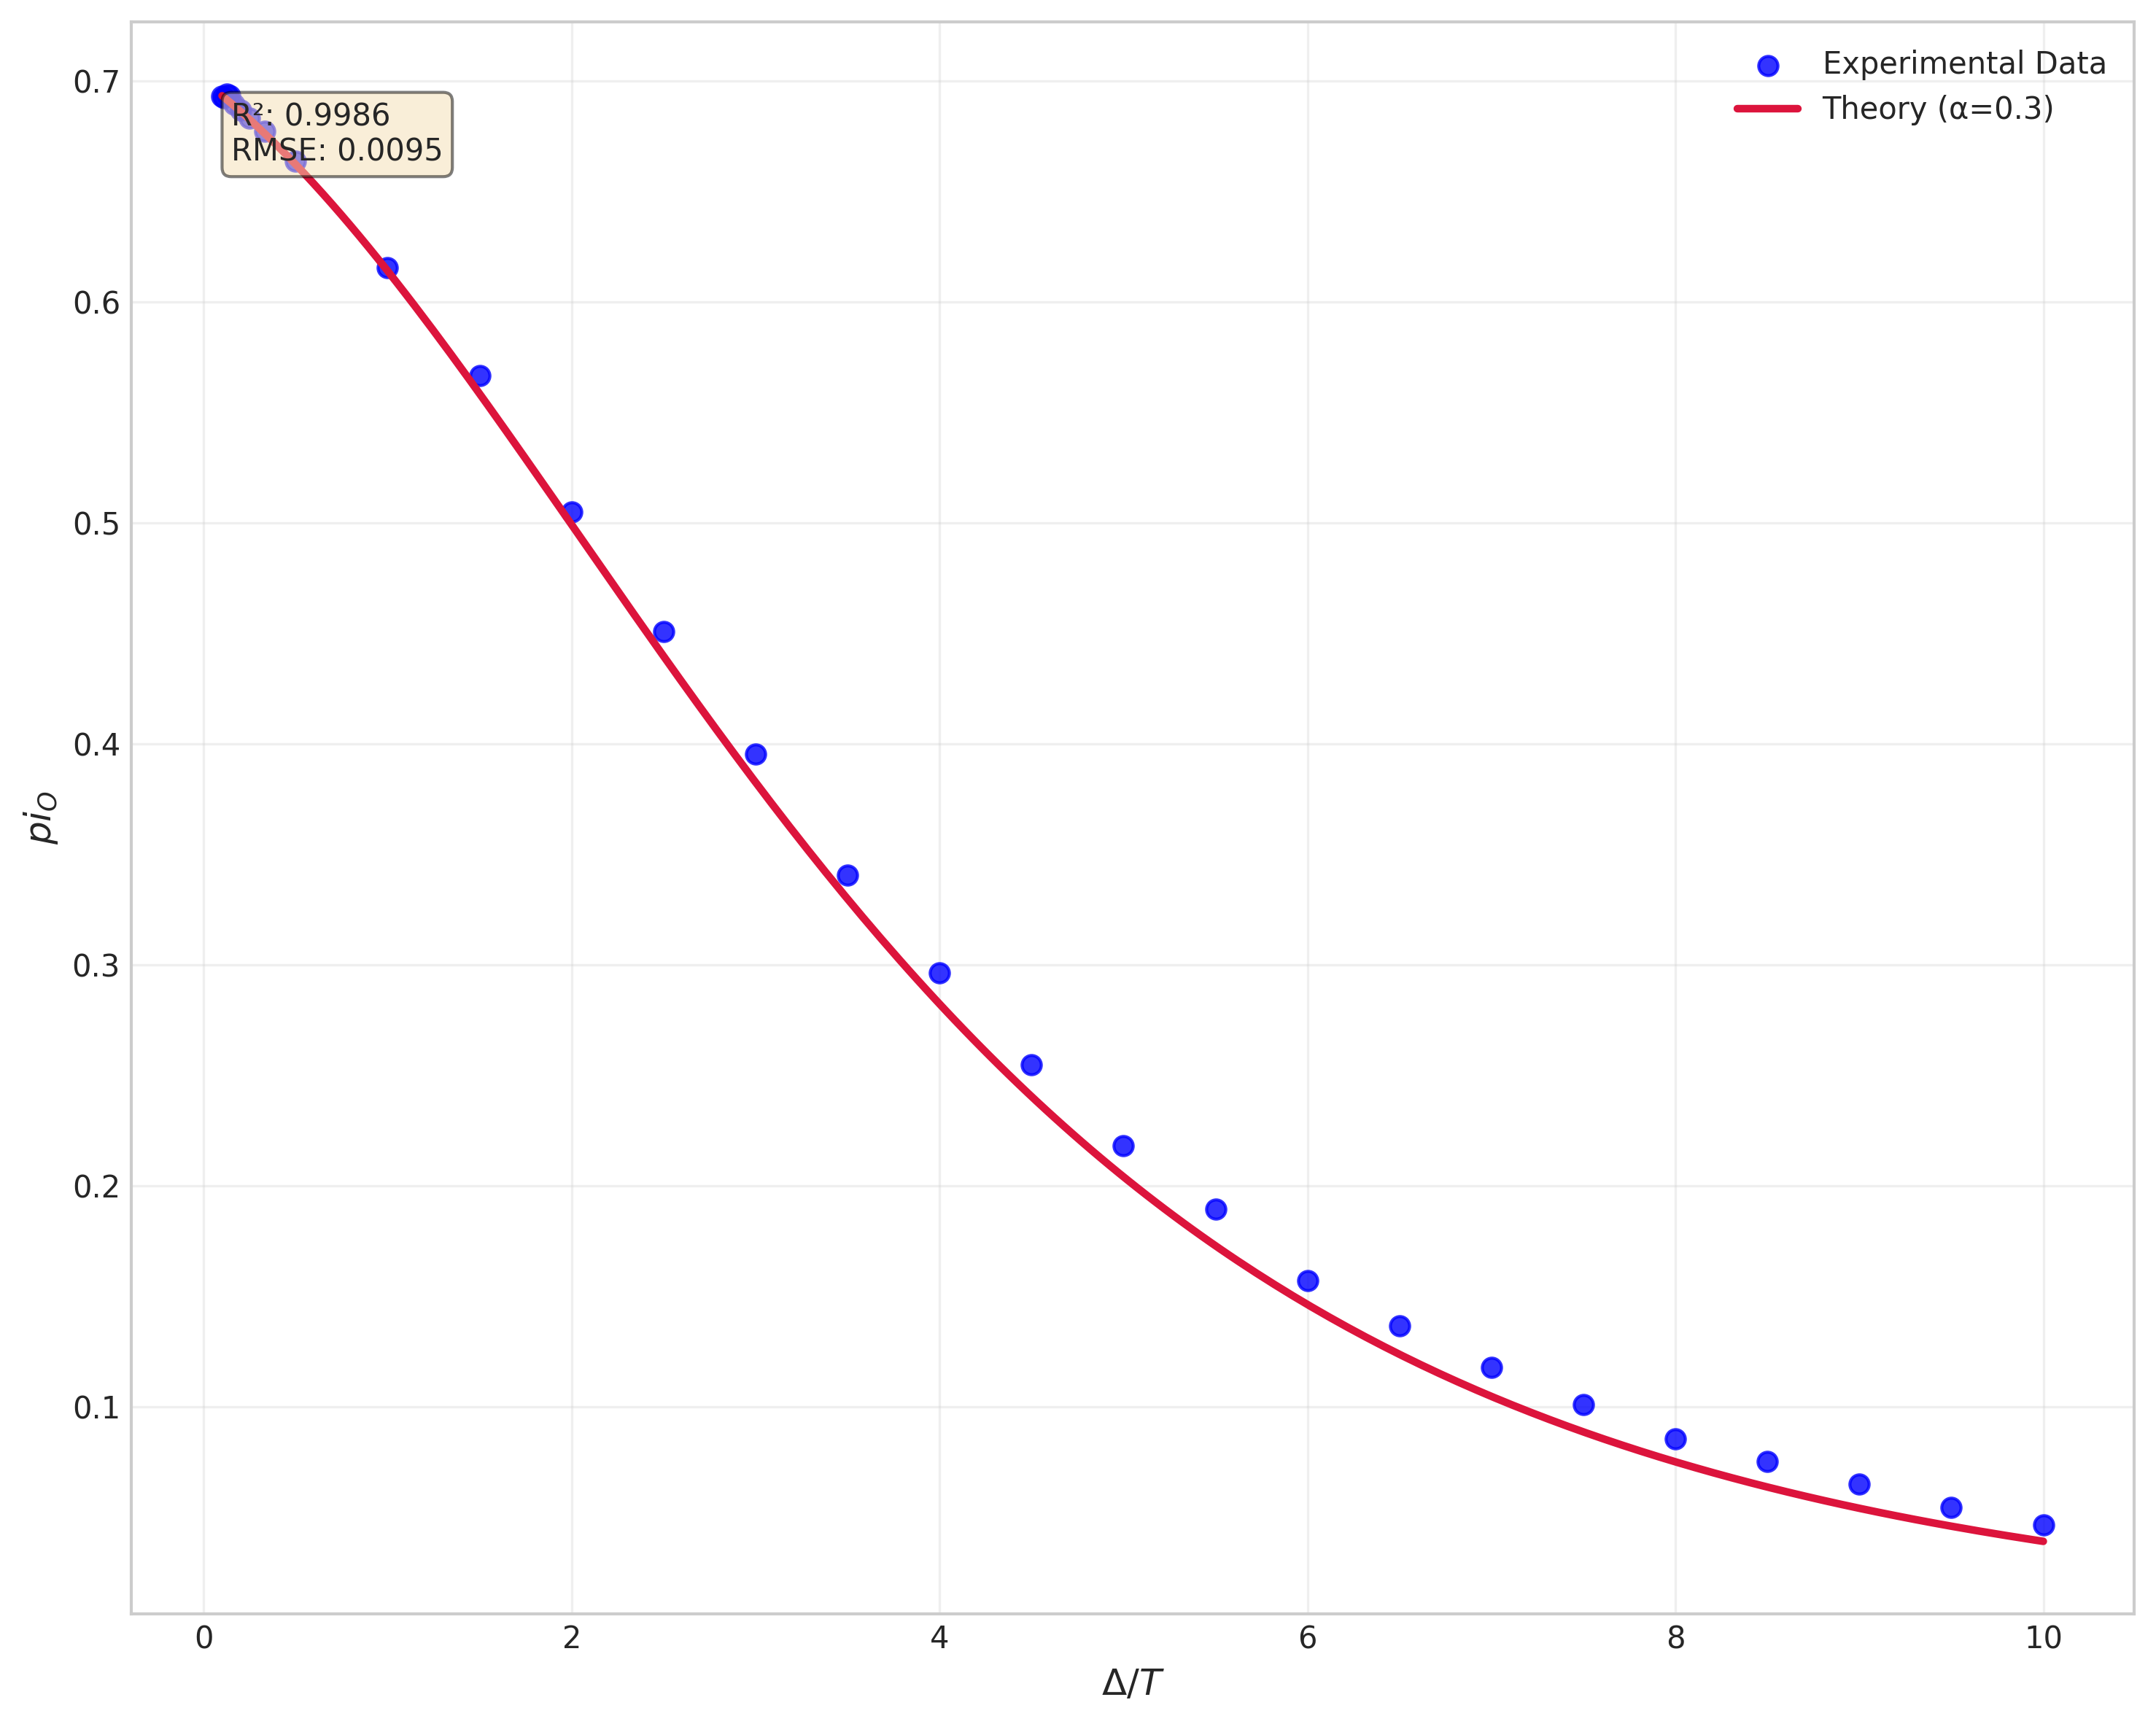 Experimental Data
Theory (α=0.3)
R²: 0.9986
RMSE: 0.0095
0.7
0.6
0.5
0.4
0.3
0.2
0.1
pi_O
0
2
4
6
8
10
Δ/T